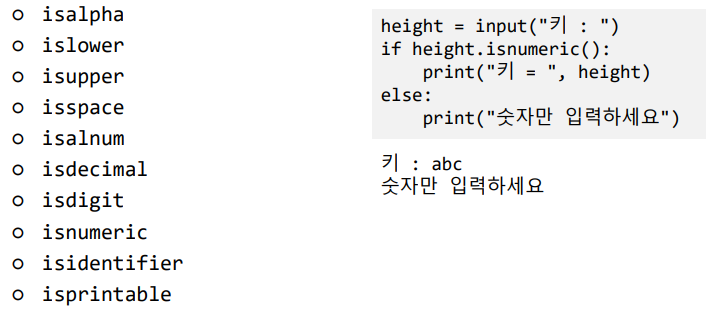 ○ isalpha
○ islower
○ isupper
○ isspace
○ isalnum
○ isdecimal
○ isdigit
○ isnumeric
○ isidentifier
○ isprintable
height = input("키 : ")
if height.isnumeric():
    print("키 = ", height)
else:
    print("숫자만 입력하세요")
키 : abc
숫자만 입력하세요